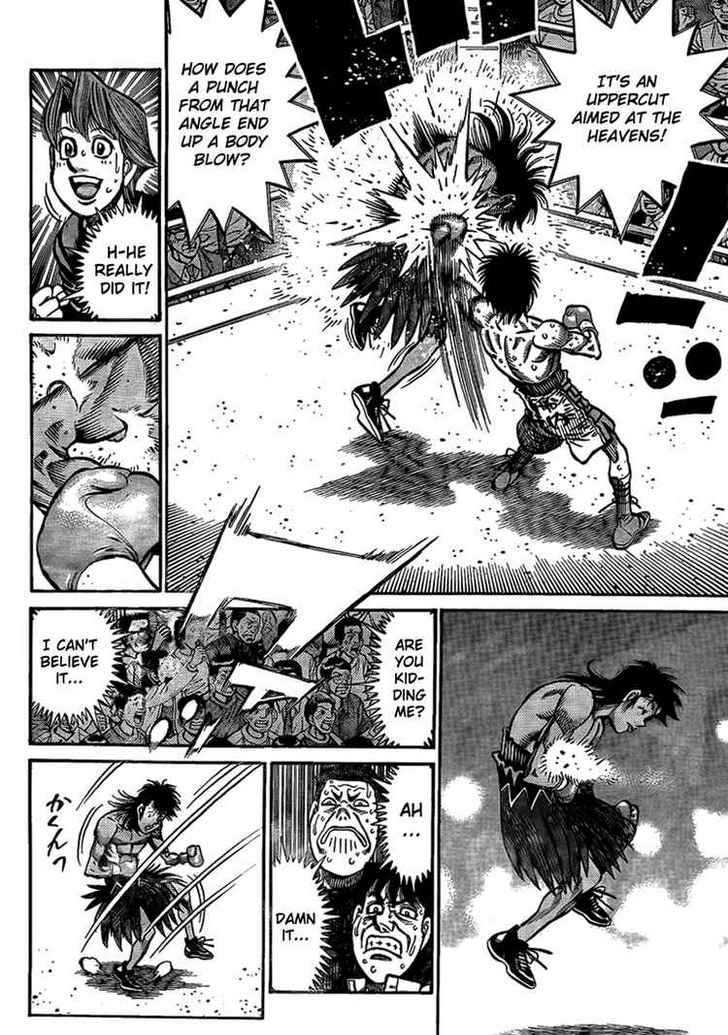 IT'S AN
UPPERCUT
AIMED AT THE
HEAVENS!
HOW DOES
A PUNCH
FROM THAT
ANGLE END
UP A BODY
BLOW?
H-HE
REALLY
DID IT!
ARE
YOU
KID-
DING
ME?
I CAN'T
BELIEVE
IT...
AH
...
DAMN
IT...
がくんっ